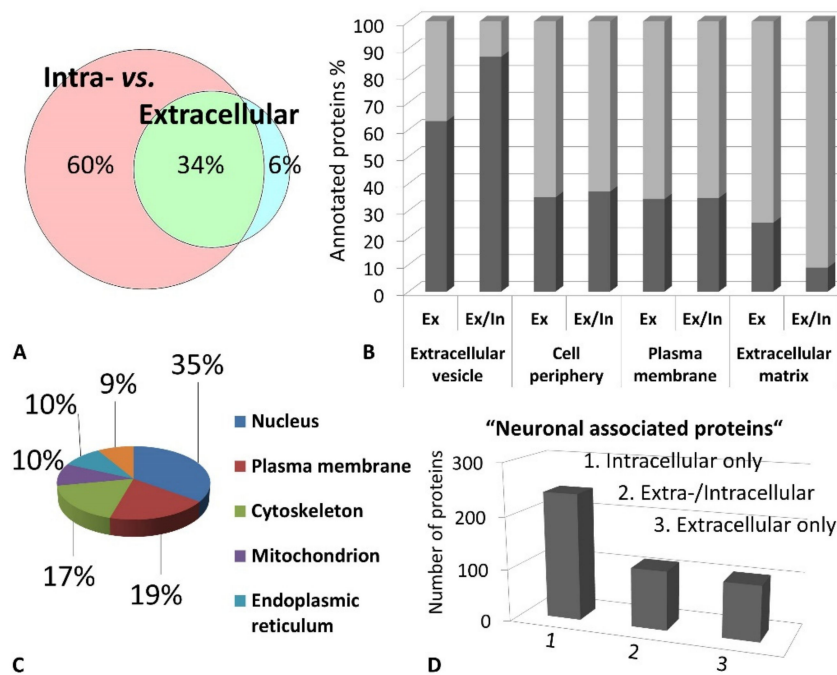 Intra- vs.
Extracellular
60%
34%
6%
A
Annotated proteins %
100
90
80
70
60
50
40
30
20
10
0
Ex
Ex/In
Ex
Ex/In
Ex
Ex/In
Ex
Ex/In
Extracellular
vesicle
Cell
periphery
Plasma
membrane
Extracellular
matrix
B
35%
9%
10%
10%
17%
19%
Nucleus
Plasma membrane
Cytoskeleton
Mitochondrion
Endoplasmic
reticulum
C
“Neuronal associated proteins“
1. Intracellular only
2. Extra-/Intracellular
3. Extracellular only
Number of proteins
300
200
100
0
1
2
3
D